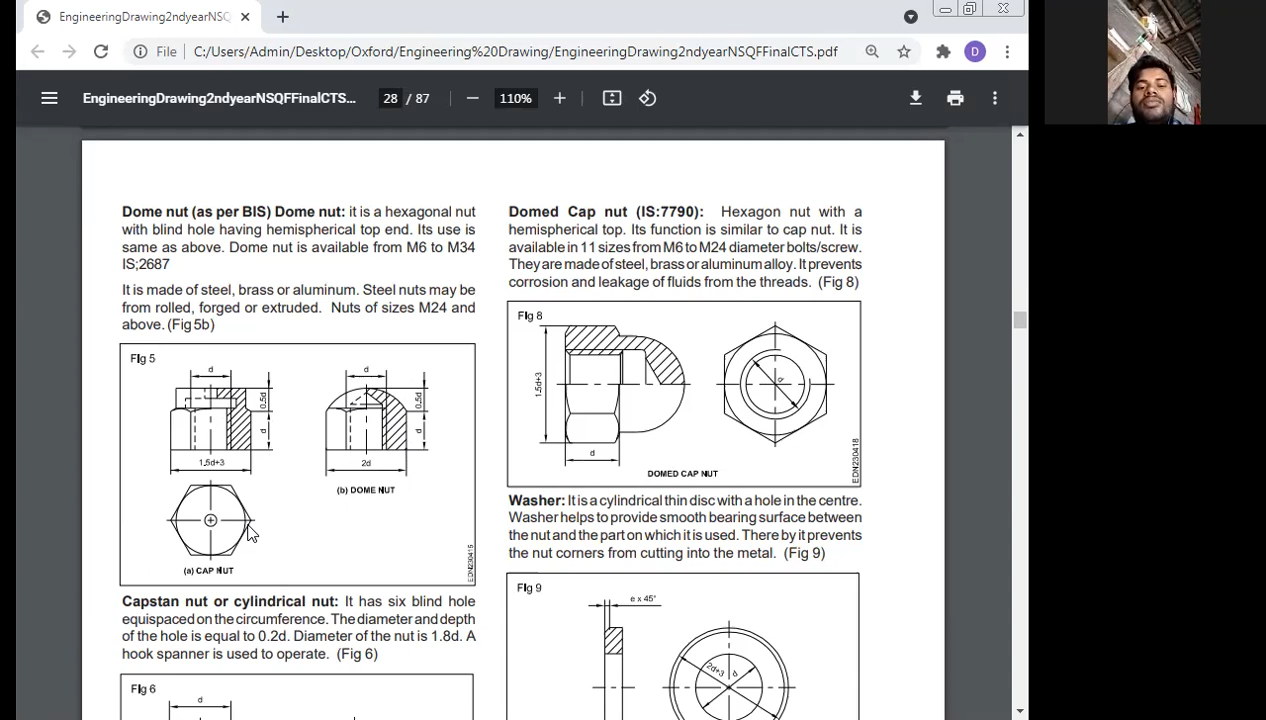 EngineeringDrawing2ndyearNSQ
File
C:/Users/Admin/Desktop/Oxford/Engineering%20Drawing/EngineeringDrawing2ndyearNSQFFinalCTS.pdf
D
EngineeringDrawing2ndyearNSQFFinalCTS...
28 / 87
110%
Dome nut (as per BIS) Dome nut: it is a hexagonal nut
with blind hole having hemispherical top end. Its use is
same as above. Dome nut is available from M6 to M34
IS;2687
It is made of steel, brass or aluminum. Steel nuts may be
from rolled, forged or extruded. Nuts of sizes M24 and
above. (Fig 5b)
Fig 5
d
0.5d
d
1.5d+3
d
0.5d
d
2d
(b) DOME NUT
(a) CAP NUT
EDN230415
Capstan nut or cylindrical nut: It has six blind hole
equispaced on the circumference. The diameter and depth
of the hole is equal to 0.2d. Diameter of the nut is 1.8d. A
hook spanner is used to operate. (Fig 6)
Fig 6
d
Domed Cap nut (IS:7790): Hexagon nut with a
hemispherical top. Its function is similar to cap nut. It is
available in 11 sizes from M6 to M24 diameter bolts/screw.
They are made of steel, brass or aluminum alloy. It prevents
corrosion and leakage of fluids from the threads. (Fig 8)
Fig 8
1.5d+3
d
d
DOMED CAP NUT
EDN230418
Washer: It is a cylindrical thin disc with a hole in the centre.
Washer helps to provide smooth bearing surface between
the nut and the part on which it is used. There by it prevents
the nut corners from cutting into the metal. (Fig 9)
Fig 9
e x 45°
2d+3
d